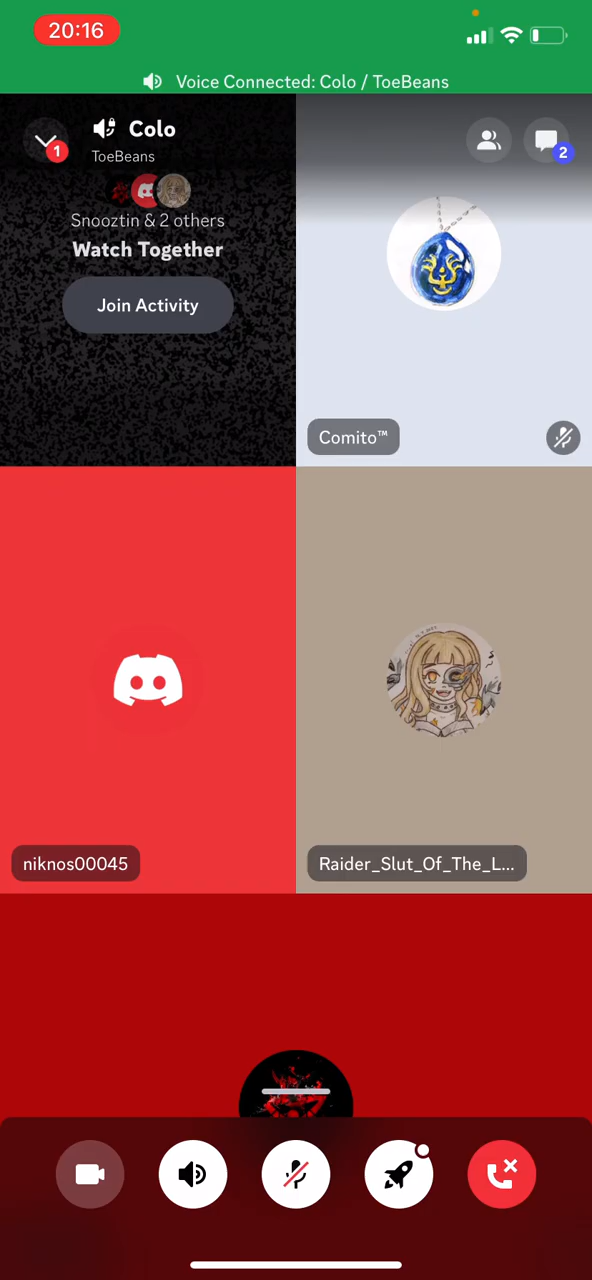 20:16
Voice Connected: Colo / ToeBeans
Colo
ToeBeans
1
2
Snooztin & 2 others
Watch Together
Join Activity
Comito™
niknos00045
Raider_Slut_Of_The_L...